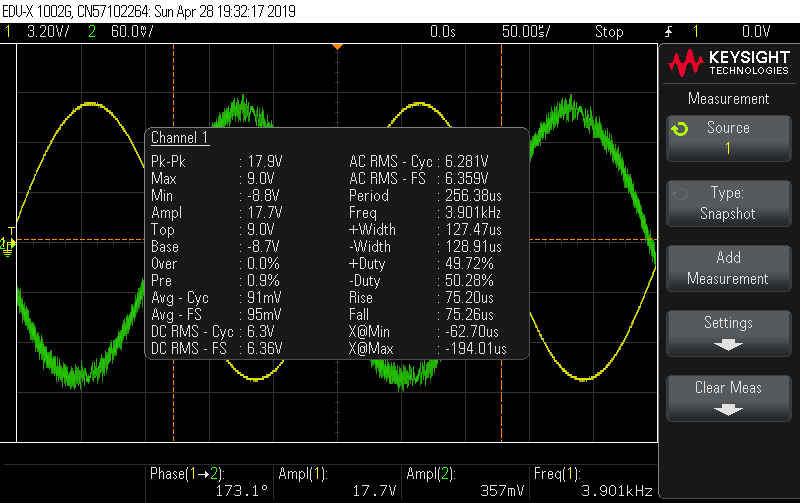 EDU-X 1002G, CN57102264: Sun Apr 28 19:32:17 2019
1 3.20V/ 2 60.0mV/ 0.0s 50.00us/ Stop 1 0.0V
KEYSIGHT
TECHNOLOGIES
Measurement
Source
1
Type:
Snapshot
Add
Measurement
Settings
Clear Meas
T
Channel 1
Pk-Pk : 17.9V AC RMS - Cyc : 6.281V
Max : 9.0V AC RMS - FS : 6.359V
Min : -8.8V Period : 256.38us
Ampl : 17.7V Freq : 3.901kHz
Top : 9.0V +Width : 127.47us
Base : -8.7V -Width : 128.91us
Over : 0.0% +Duty : 49.72%
Pre : 0.9% -Duty : 50.28%
Avg - Cyc : 91mV Rise : 75.20us
Avg - FS : 95mV Fall : 75.26us
DC RMS - Cyc : 6.3V X@Min : -62.70us
DC RMS - FS : 6.36V X@Max : -194.01us
Phase(1→2): Ampl(1): Ampl(2): Freq(1):
173.1° 17.7V 357mV 3.901kHz